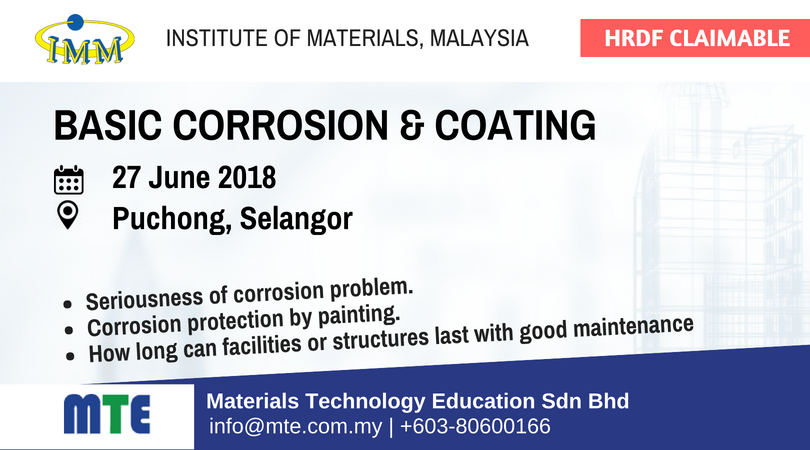 IMM
INSTITUTE OF MATERIALS, MALAYSIA
HRDF CLAIMABLE
BASIC CORROSION & COATING
27 June 2018
Puchong, Selangor
• Seriousness of corrosion problem.
• Corrosion protection by painting.
• How long can facilities or structures last with good maintenance
MTE
Materials Technology Education Sdn Bhd
info@mte.com.my | +603-80600166